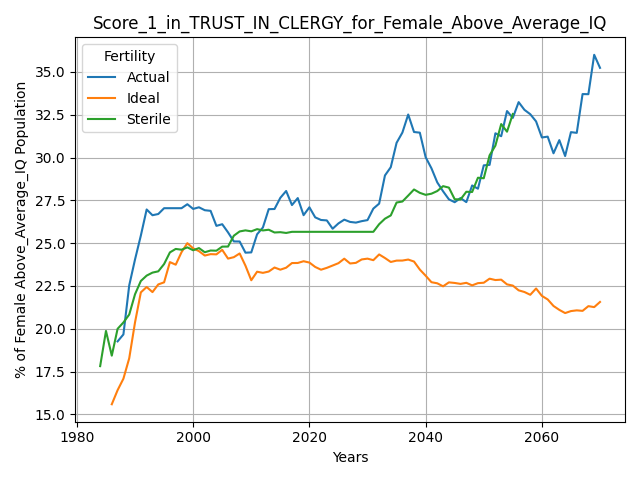 Score_1_in_TRUST_IN_CLERGY_for_Female_Above_Average_IQ
Fertility
Actual
Ideal
Sterile
% of Female Above_Average_IQ Population
35.0
32.5
30.0
27.5
25.0
22.5
20.0
17.5
15.0
1980
2000
2020
2040
2060
Years